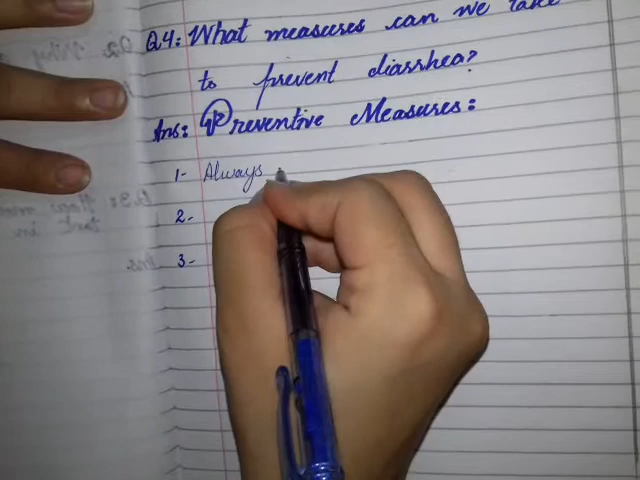 Q4: What measures can we take
to prevent diarrhea?
Ans: Preventive Measures:
1- Always
2-
3-